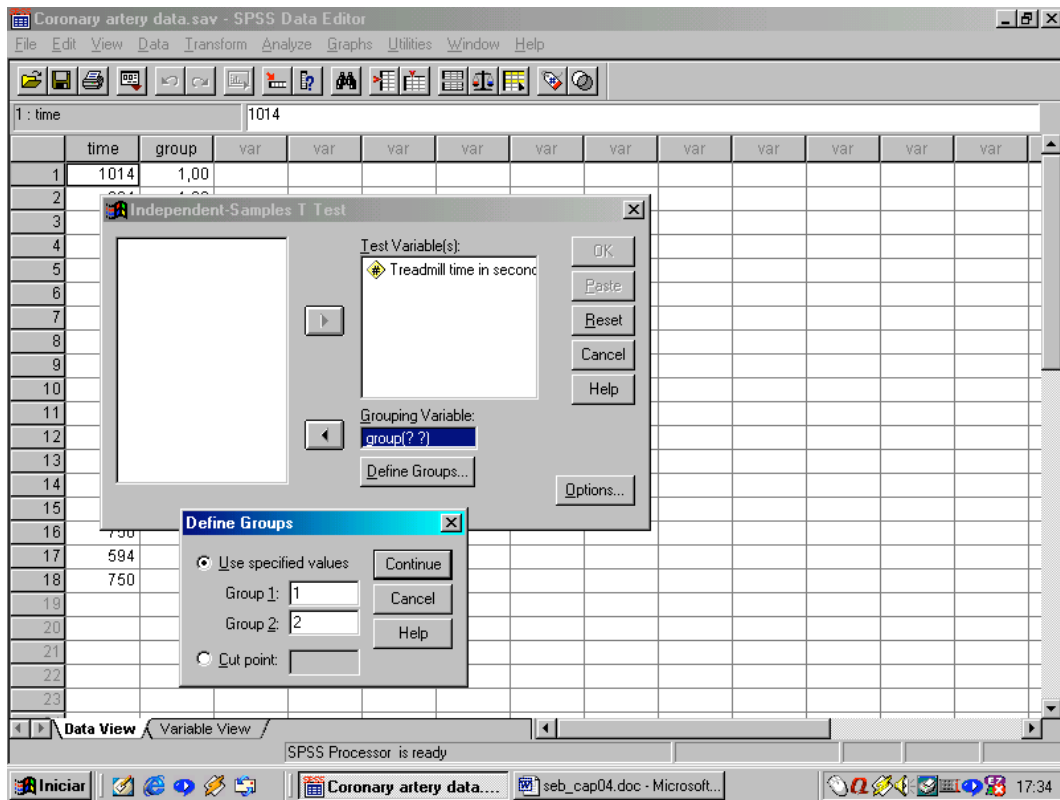 Coronary artery data.sav - SPSS Data Editor
File Edit View Data Transform Analyze Graphs Utilities Window Help
1 : time 1014
time group var var var var var var var var var var var
1 1014 1,00
2
3
4
5
6
7
8
9
10
11
12
13
14
15
16 750
17 594
18 750
19
20
21
22
23
Independent-Samples T Test
Test Variable(s):
# Treadmill time in second
OK
Paste
Reset
Cancel
Help
Grouping Variable:
group(? ?)
Define Groups...
Options...
Define Groups
Use specified values
Group 1: 1
Group 2: 2
Cut point:
Continue
Cancel
Help
Data View Variable View
SPSS Processor is ready
Iniciar Coronary artery data.... seb_cap04.doc - Microsoft... 17:34